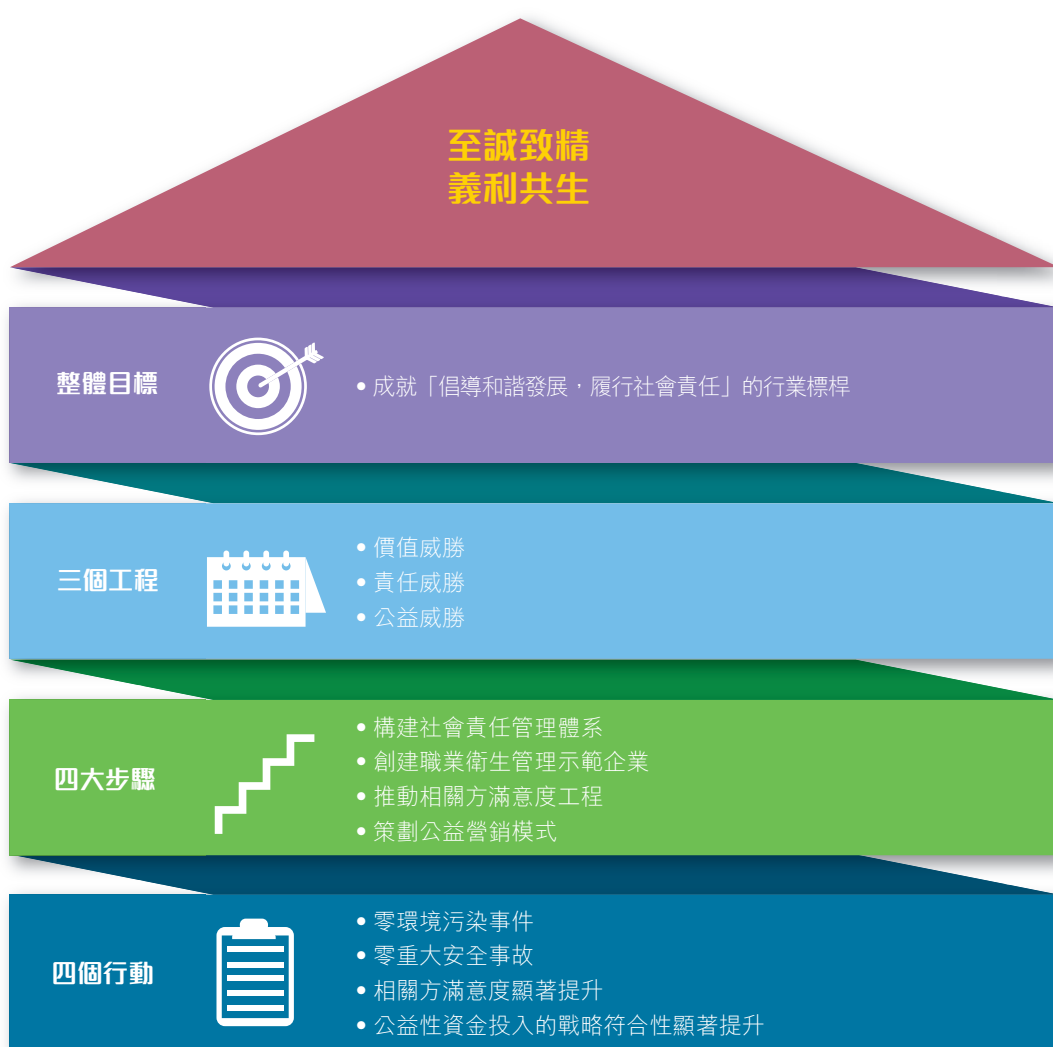 至誠致精
義利共生
整體目標
• 成就「倡導和諧發展，履行社會責任」的行業標桿
三個工程
• 價值威勝
• 責任威勝
• 公益威勝
四大步驟
• 構建社會責任管理體系
• 創建職業衛生管理示範企業
• 推動相關方滿意度工程
• 策劃公益營銷模式
四個行動
• 零環境污染事件
• 零重大安全事故
• 相關方滿意度顯著提升
• 公益性資金投入的戰略符合性顯著提升